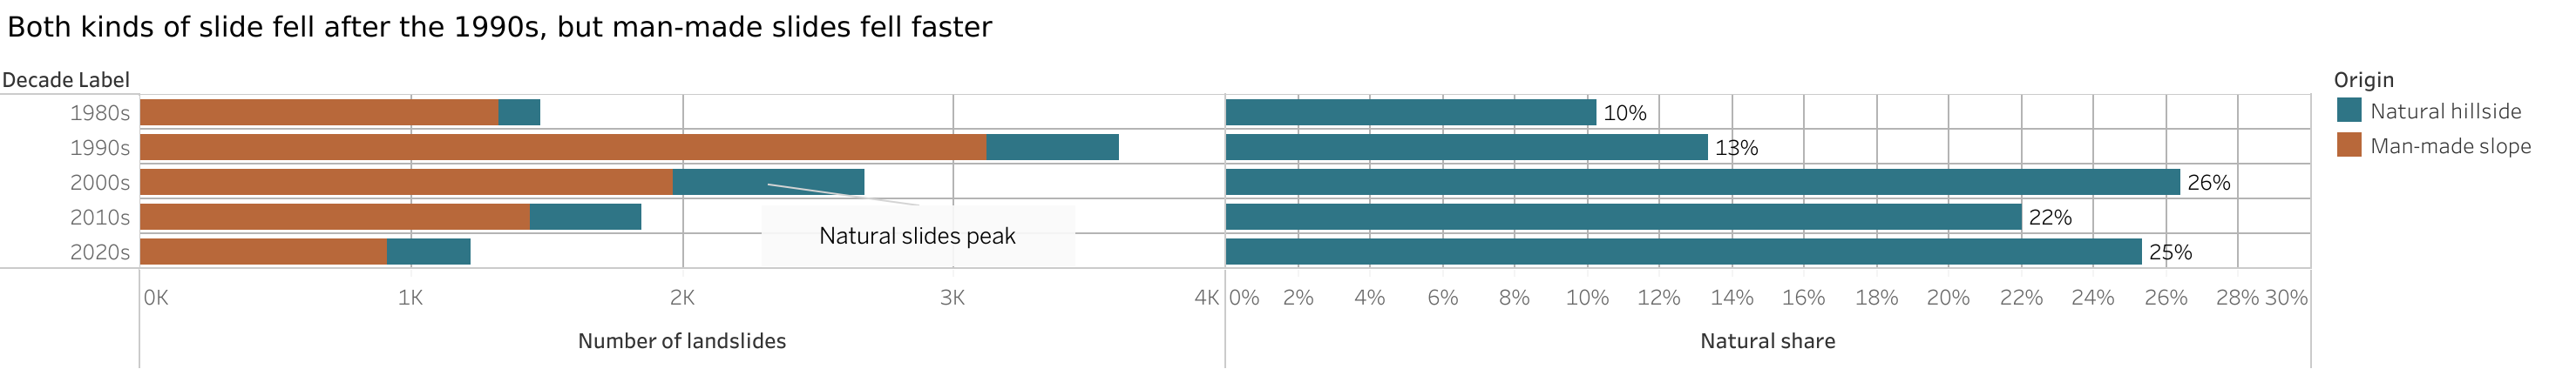 Both kinds of slide fell after the 1990s, but man-made slides fell faster
Decade Label
1980s
1990s
2000s
2010s
2020s
Natural slides peak
10%
13%
26%
22%
25%
0K 1K 2K 3K 4K
0% 2% 4% 6% 8% 10% 12% 14% 16% 18% 20% 22% 24% 26% 28% 30%
Number of landslides
Natural share
Origin
Natural hillside
Man-made slope